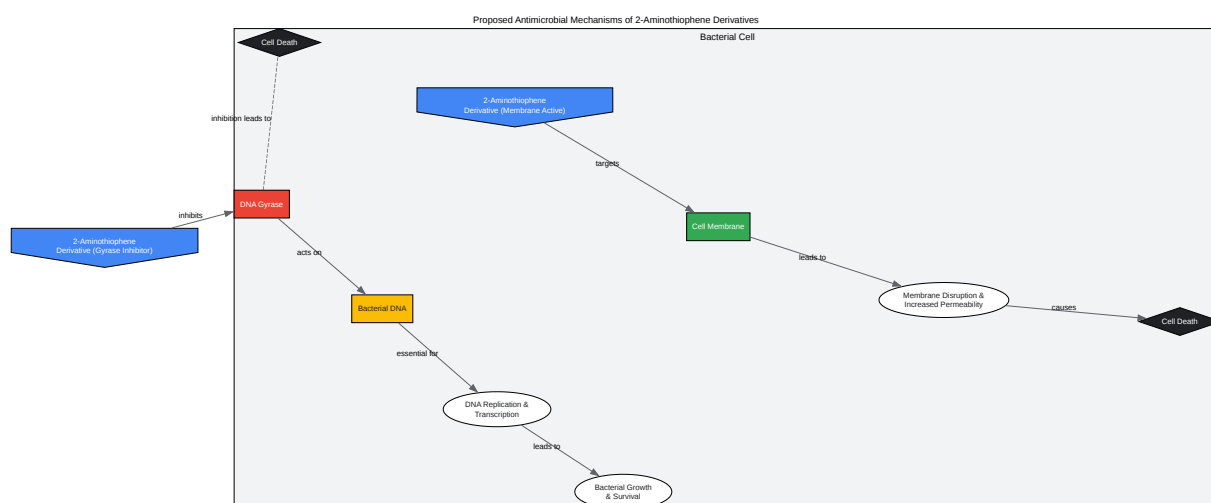 Proposed Antimicrobial Mechanisms of 2-Aminothiophene Derivatives
Bacterial Cell
Cell Death
2-Aminothiophene
Derivative (Membrane Active)
inhibition leads to
targets
DNA Gyrase
inhibits
Cell Membrane
2-Aminothiophene
Derivative (Gyrase Inhibitor)
acts on
leads to
Membrane Disruption &
Increased Permeability
Bacterial DNA
causes
Cell Death
essential for
DNA Replication &
Transcription
leads to
Bacterial Growth
& Survival